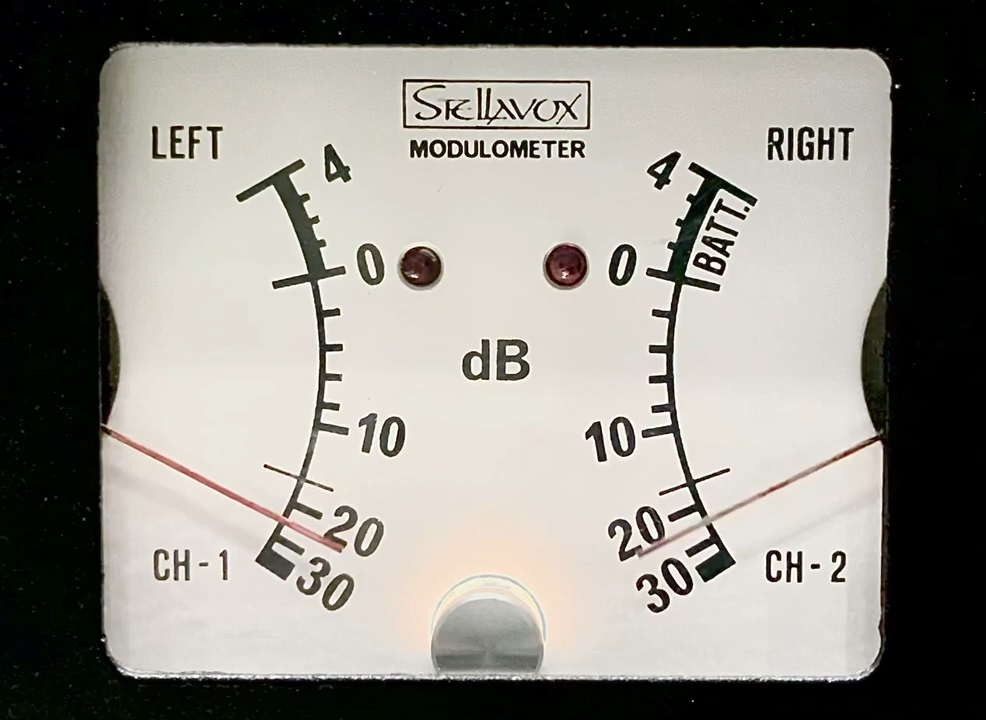 STELLAVOX
MODULOMETER
LEFT
RIGHT
4
4
BATT.
0
0
dB
10
10
20
20
CH-1
CH-2
30
30